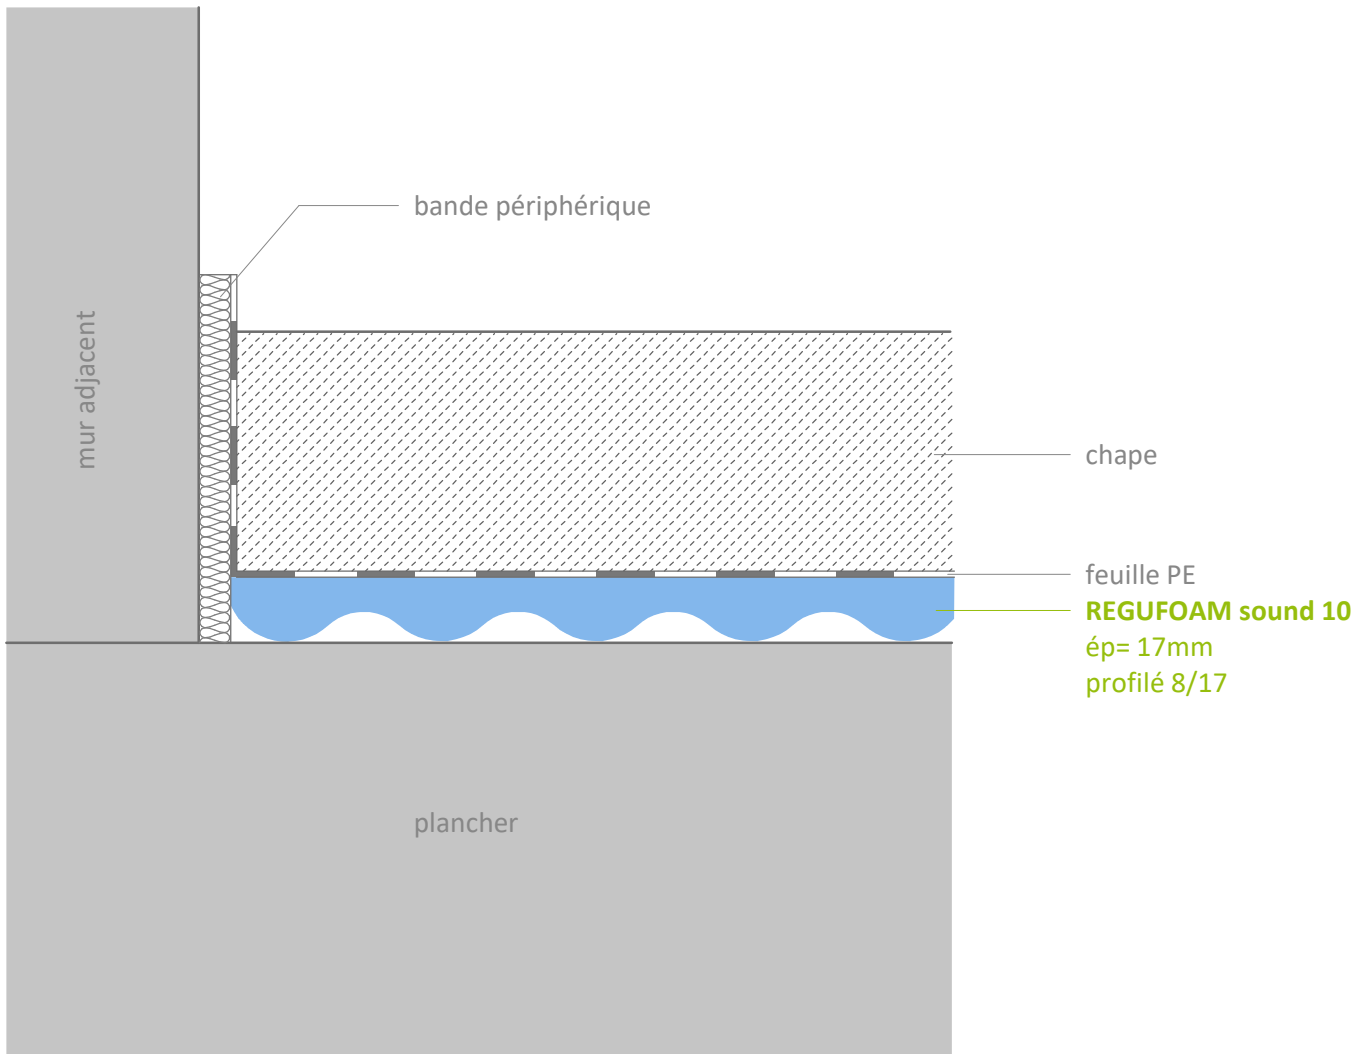 bande périphérique
mur adjacent
chape
feuille PE
REGUFOAM sound 10
ép= 17mm
profilé 8/17
plancher